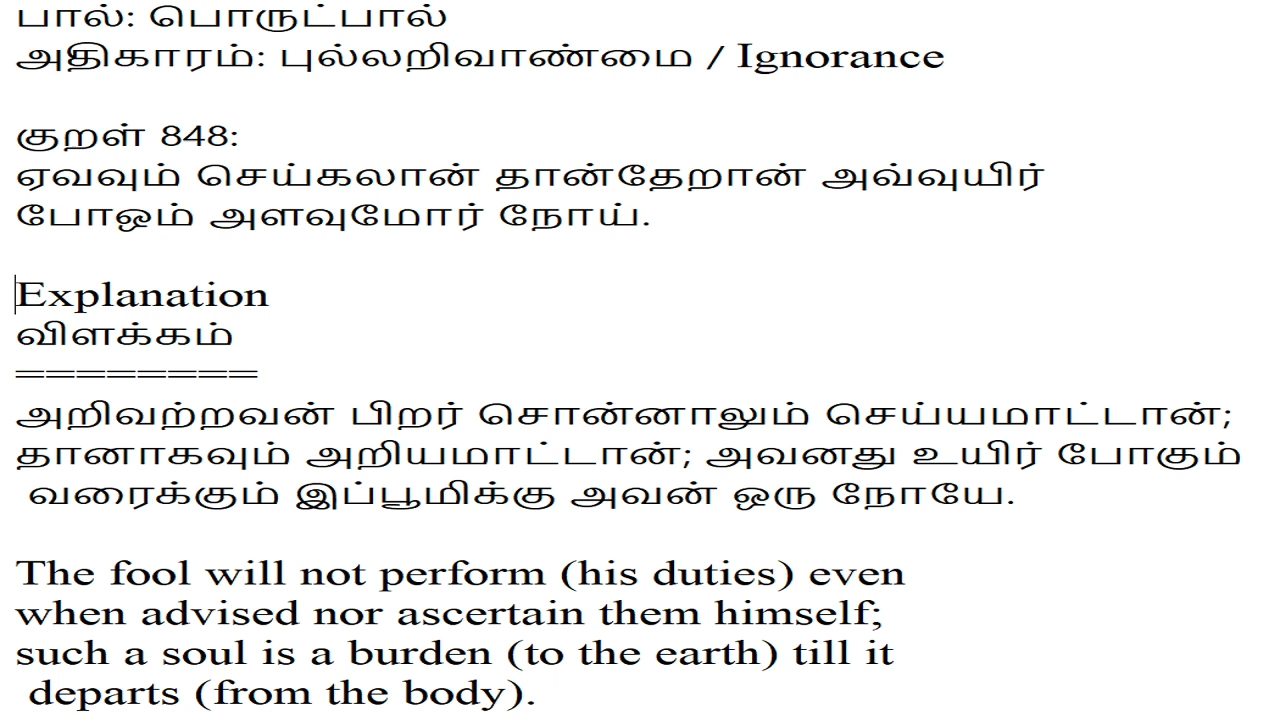 பால்: பொருட்பால்
அதிகாரம்: புல்லறிவாண்மை / Ignorance
குறள் 848:
ஏவவும் செய்கலான் தான்தேறான் அவ்வுயிர்
போஒம் அளவுமோர் நோய்.
Explanation
விளக்கம்
========
அறிவற்றவன் பிறர் சொன்னாலும் செய்யமாட்டான்;
தானாகவும் அறியமாட்டான்; அவனது உயிர் போகும்
வரைக்கும் இப்பூமிக்கு அவன் ஒரு நோயே.
The fool will not perform (his duties) even
when advised nor ascertain them himself;
such a soul is a burden (to the earth) till it
departs (from the body).